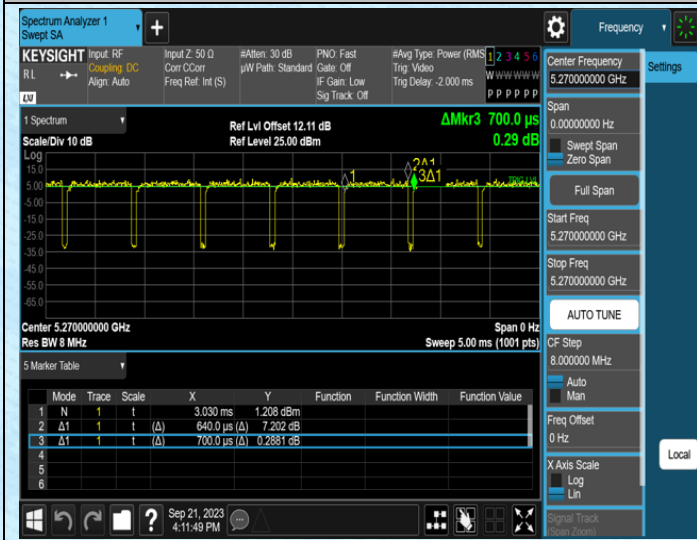 Spectrum Analyzer 1
Swept SA
Frequency
KEYSIGHT
RL
LXI
Input: RF
Coupling: DC
Align: Auto
Input Z: 50 Ω
Corr CCorr
Freq Ref: Int (S)
#Atten: 30 dB
µW Path: Standard
PNO: Fast
Gate: Off
IF Gain: Low
Sig Track: Off
#Avg Type: Power (RMS
Trig: Video
Trig Delay: -2.000 ms
1 2 3 4 5 6
W W W W W W
P P P P P P
Center Frequency
5.270000000 GHz
Settings
Span
0.00000000 Hz
Swept Span
Zero Span
Full Span
Start Freq
5.270000000 GHz
Stop Freq
5.270000000 GHz
AUTO TUNE
CF Step
8.000000 MHz
Auto
Man
Freq Offset
0 Hz
X Axis Scale
Log
Lin
Signal Track
(Span Zoom)
Local
1 Spectrum
Scale/Div 10 dB
Ref Lvl Offset 12.11 dB
Ref Level 25.00 dBm
ΔMkr3 700.0 µs
0.29 dB
Log
15.0
5.00
-5.00
-15.0
-25.0
-35.0
-45.0
-55.0
-65.0
1
2Δ1
3Δ1
TRIG LVL
Center 5.270000000 GHz
Span 0 Hz
Res BW 8 MHz
Sweep 5.00 ms (1001 pts)
5 Marker Table
Mode Trace Scale X Y Function Function Width Function Value
1 N 1 t 3.030 ms 1.208 dBm
2 Δ1 1 t (Δ) 640.0 µs (Δ) 7.202 dB
3 Δ1 1 t (Δ) 700.0 µs (Δ) 0.2881 dB
4
5
6
?
Sep 21, 2023
4:11:49 PM